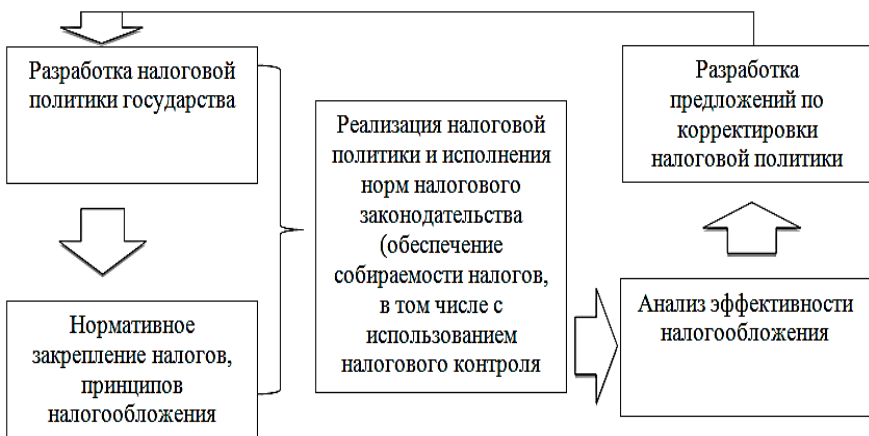 Разработка налоговой
политики государства
Нормативное
закрепление налогов,
принципов
налогообложения
Реализация налоговой
политики и исполнения
норм налогового
законодательства
(обеспечение
собираемости налогов,
в том числе с
использованием
налогового контроля
Анализ эффективности
налогообложения
Разработка
предложений по
корректировки
налоговой политики